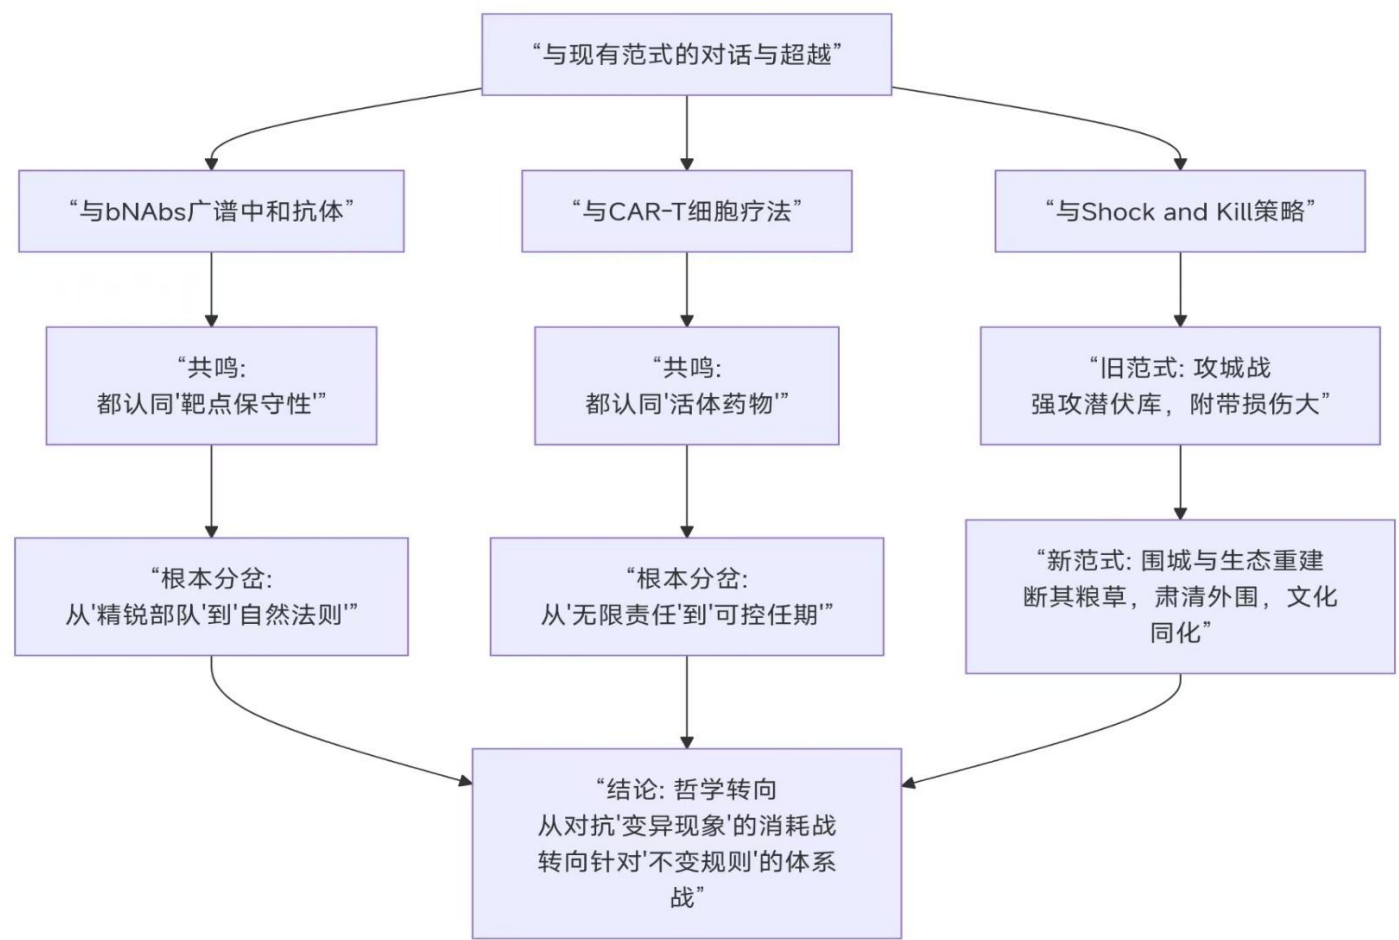 “与现有范式的对话与超越”
“与bNAbs广谱中和抗体”
“与CAR-T细胞疗法”
“与Shock and Kill策略”
“共鸣:
都认同'靶点保守性'”
“共鸣:
都认同'活体药物'”
“旧范式: 攻城战
强攻潜伏库，附带损伤大”
“根本分岔:
从'精锐部队'到'自然法则'”
“根本分岔:
从'无限责任'到'可控任期'”
“新范式: 围城与生态重建
断其粮草，肃清外围，文化
同化”
“结论: 哲学转向
从对抗'变异现象'的消耗战
转向针对'不变规则'的体系
战”